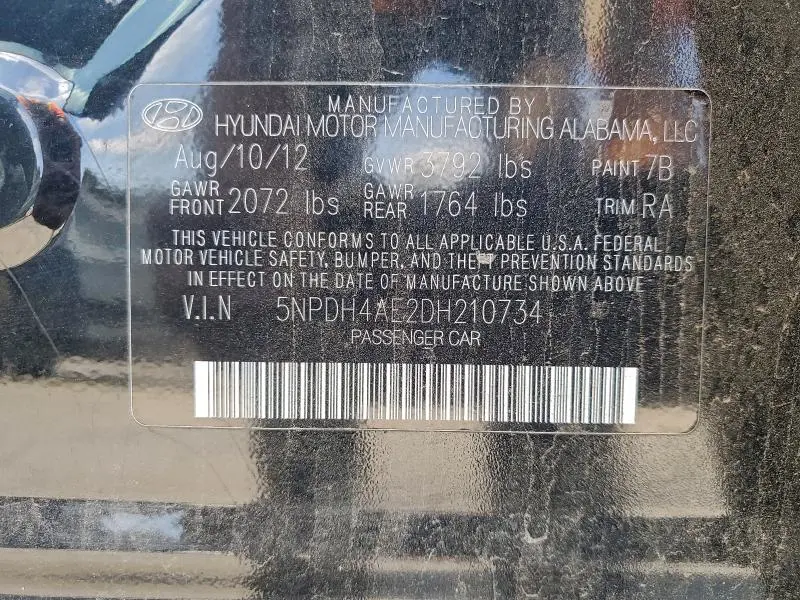 MANUFACTURED BY
HYUNDAI MOTOR MANUFACTURING ALABAMA, LLC
Aug/10/12 GVWR 3792 lbs PAINT 7B
GAWR FRONT 2072 lbs GAWR REAR 1764 lbs TRIM RA
THIS VEHICLE CONFORMS TO ALL APPLICABLE U.S.A. FEDERAL
MOTOR VEHICLE SAFETY, BUMPER, AND THEFT PREVENTION STANDARDS
IN EFFECT ON THE DATE OF MANUFACTURE SHOWN ABOVE.
V.I.N 5NPDH4AE2DH210734
PASSENGER CAR